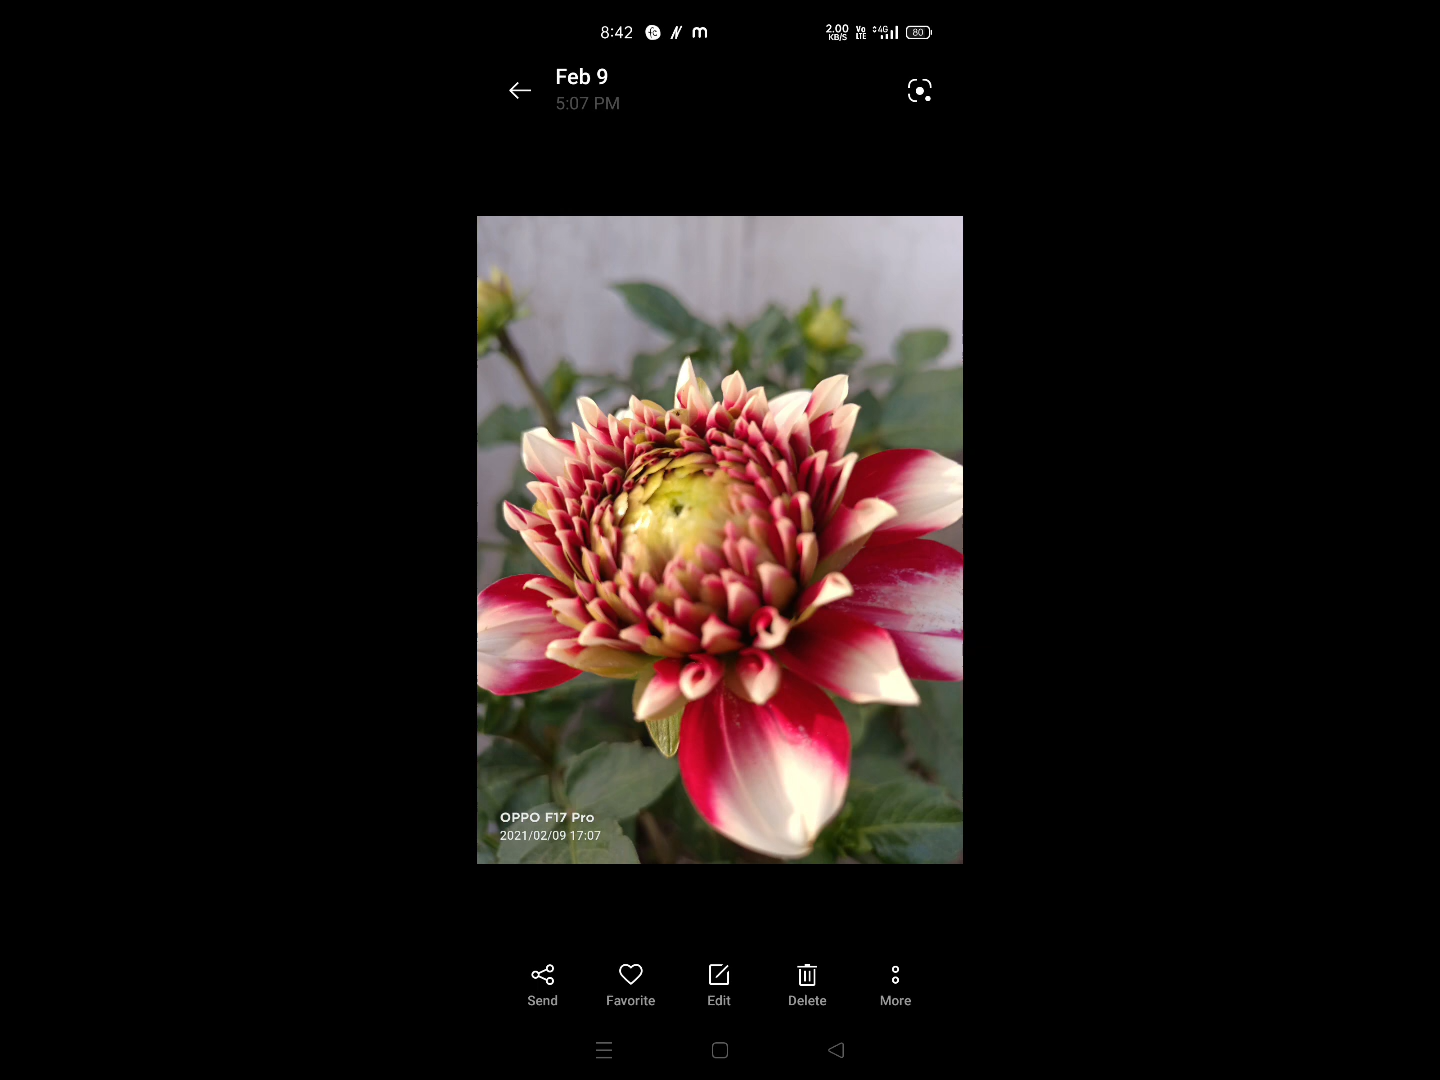 8:42 fc m 2.00 KB/S Vo LTE 4G 80
Feb 9
5:07 PM
OPPO F17 Pro
2021/02/09 17:07
Send Favorite Edit Delete More